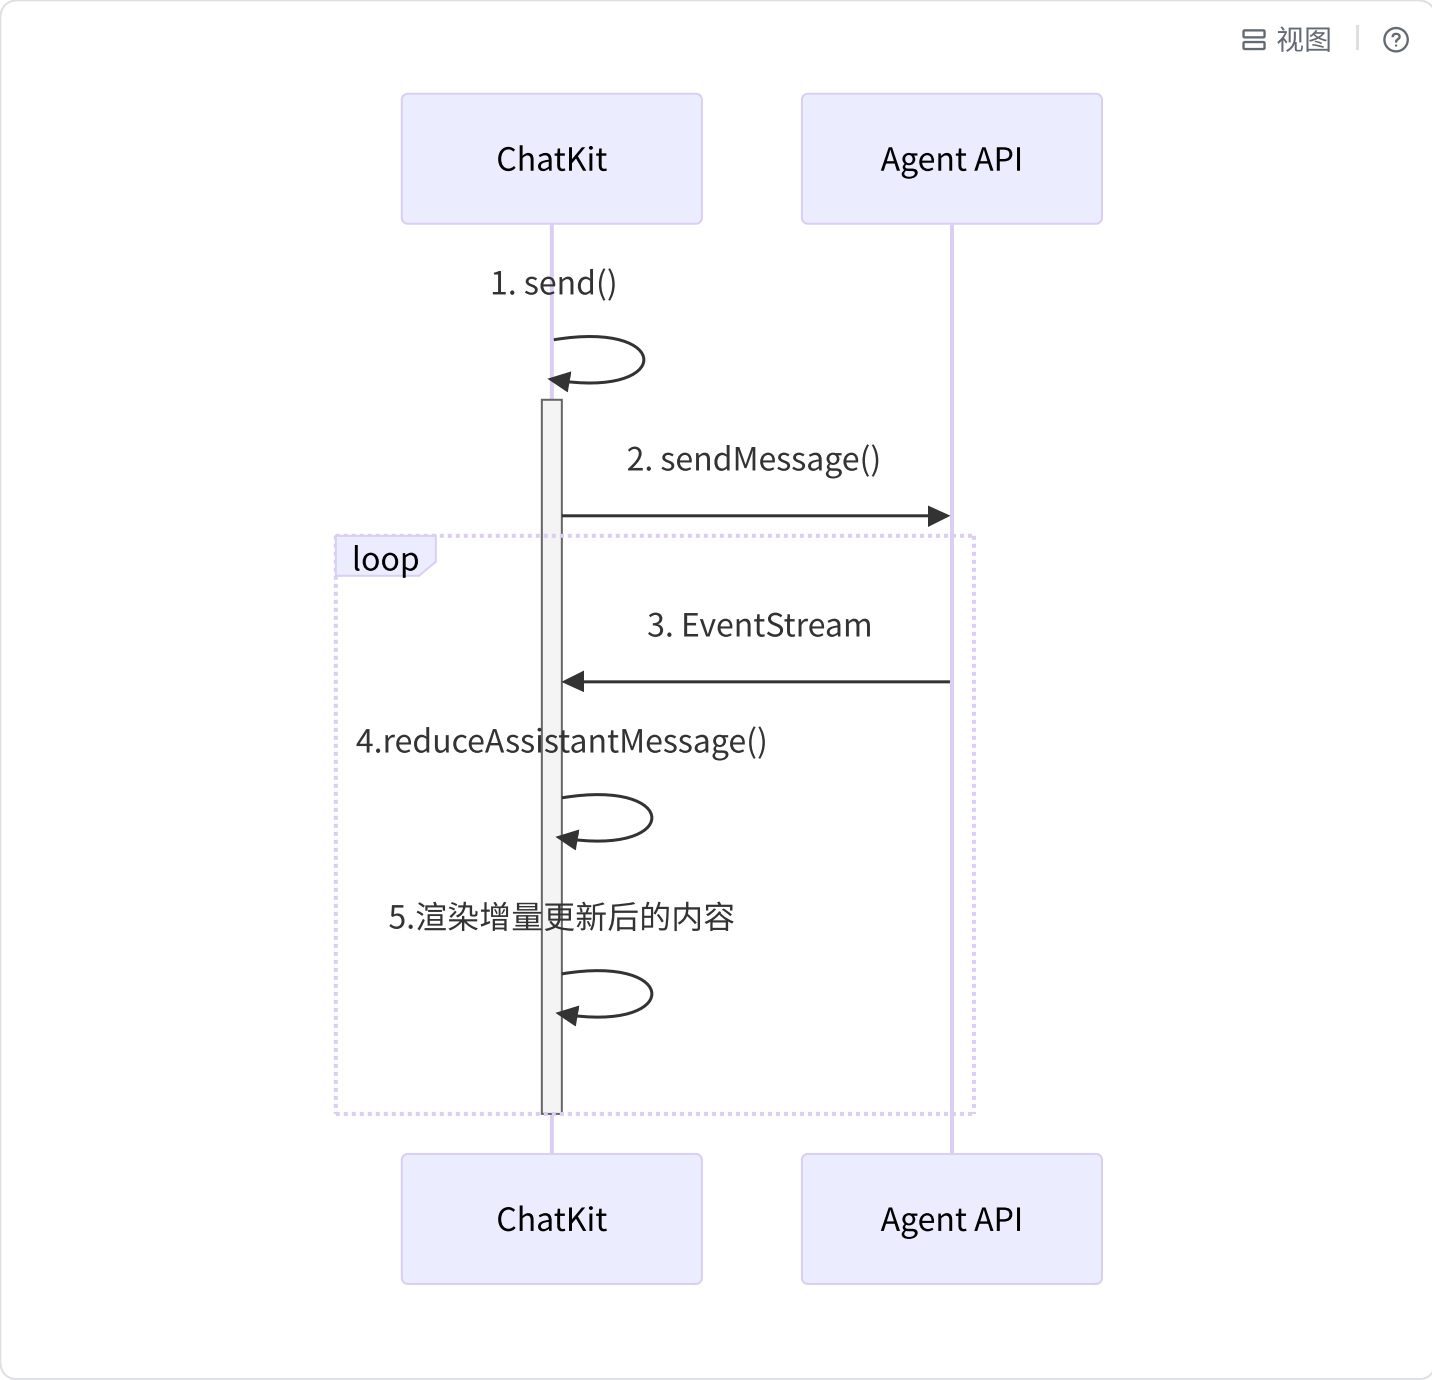 视图
ChatKit
Agent API
1. send()
2. sendMessage()
loop
3. EventStream
4.reduceAssistantMessage()
5.渲染增量更新后的内容
ChatKit
Agent API